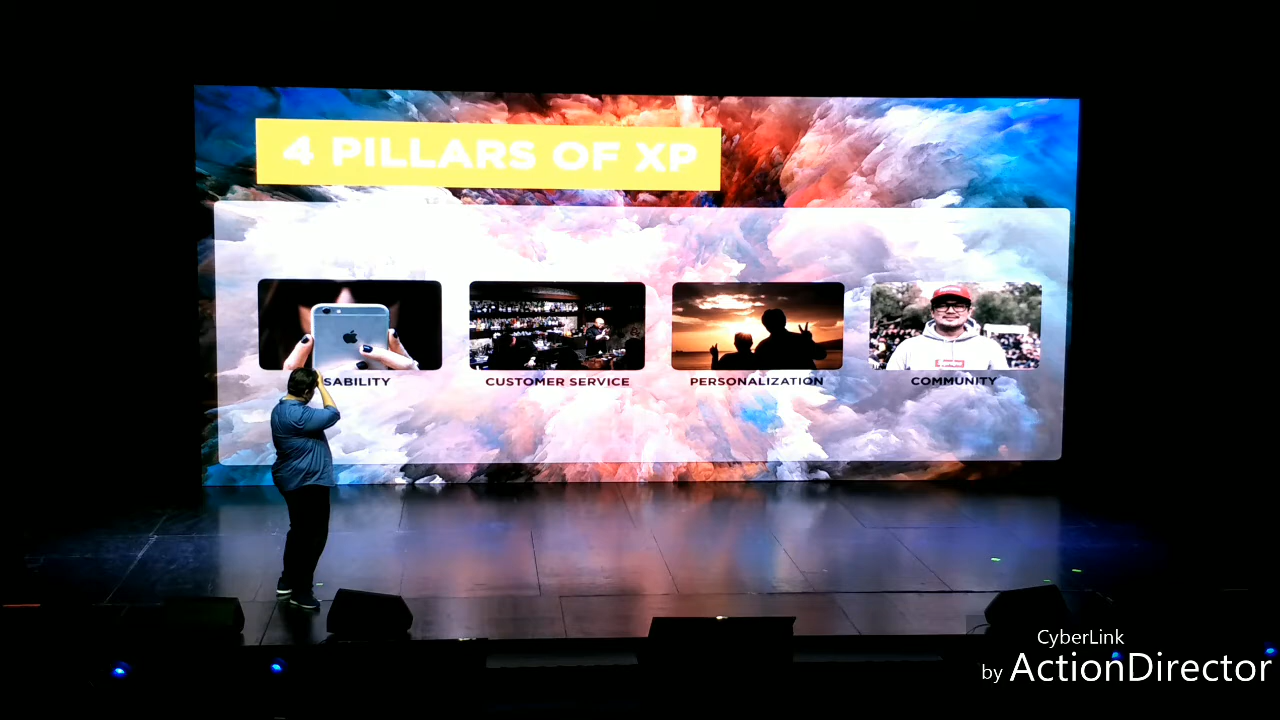 4 PILLARS OF XP
SABILITY
CUSTOMER SERVICE
PERSONALIZATION
COMMUNITY
CyberLink
by ActionDirector